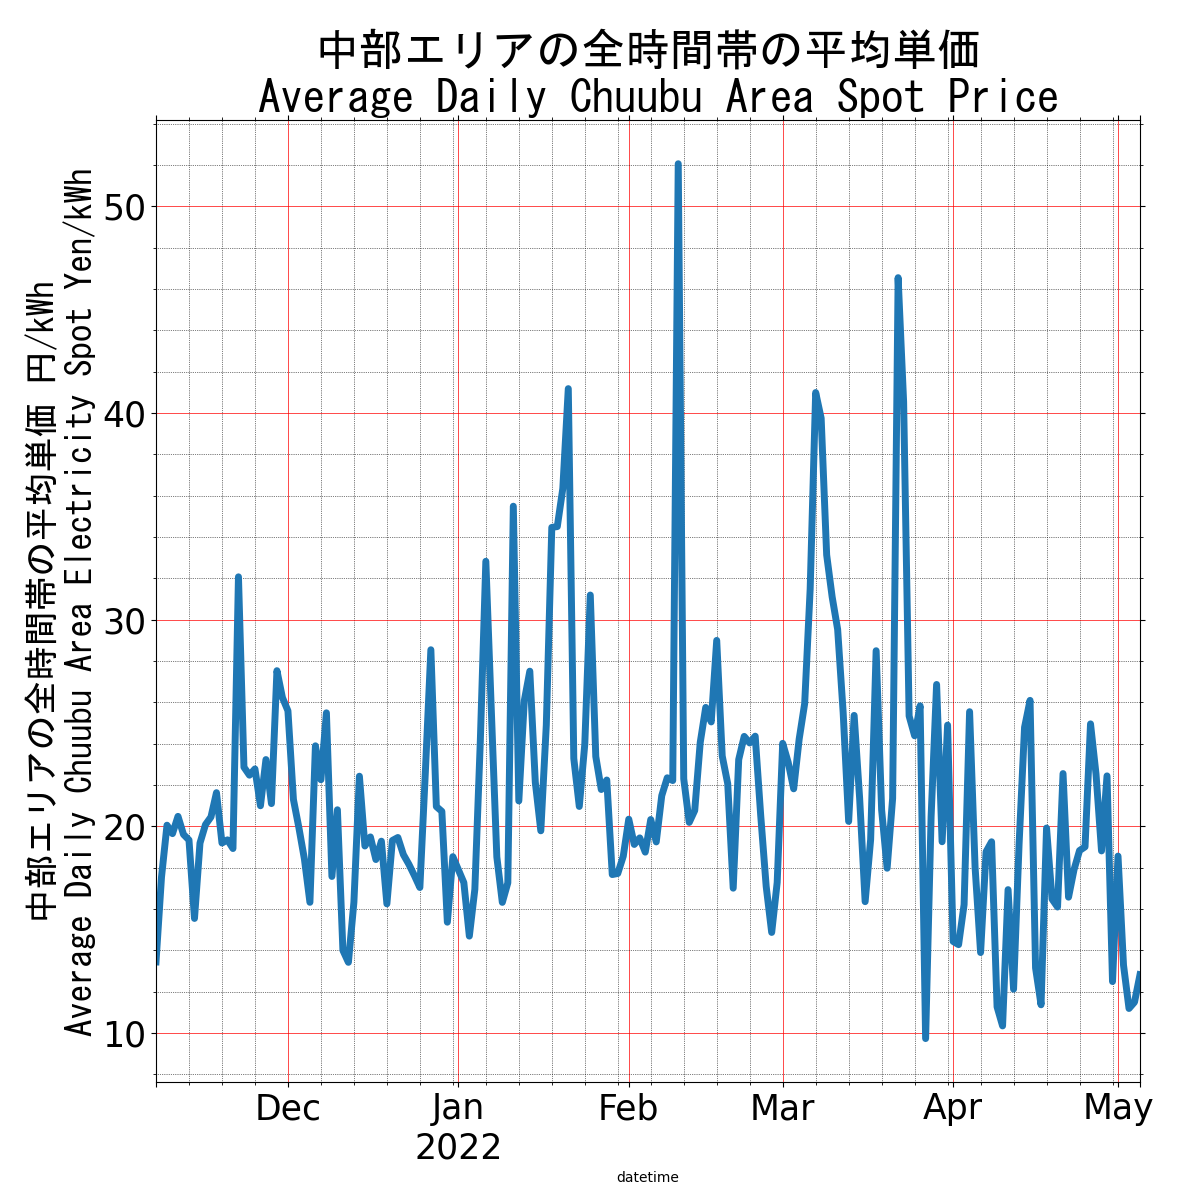 中部エリアの全時間帯の平均単価
Average Daily Chuubu Area Spot Price
中部エリアの全時間帯の平均単価 円/kWh
Average Daily Chuubu Area Electricity Spot Yen/kWh
50
40
30
20
10
Dec
Jan
2022
Feb
Mar
Apr
May
datetime